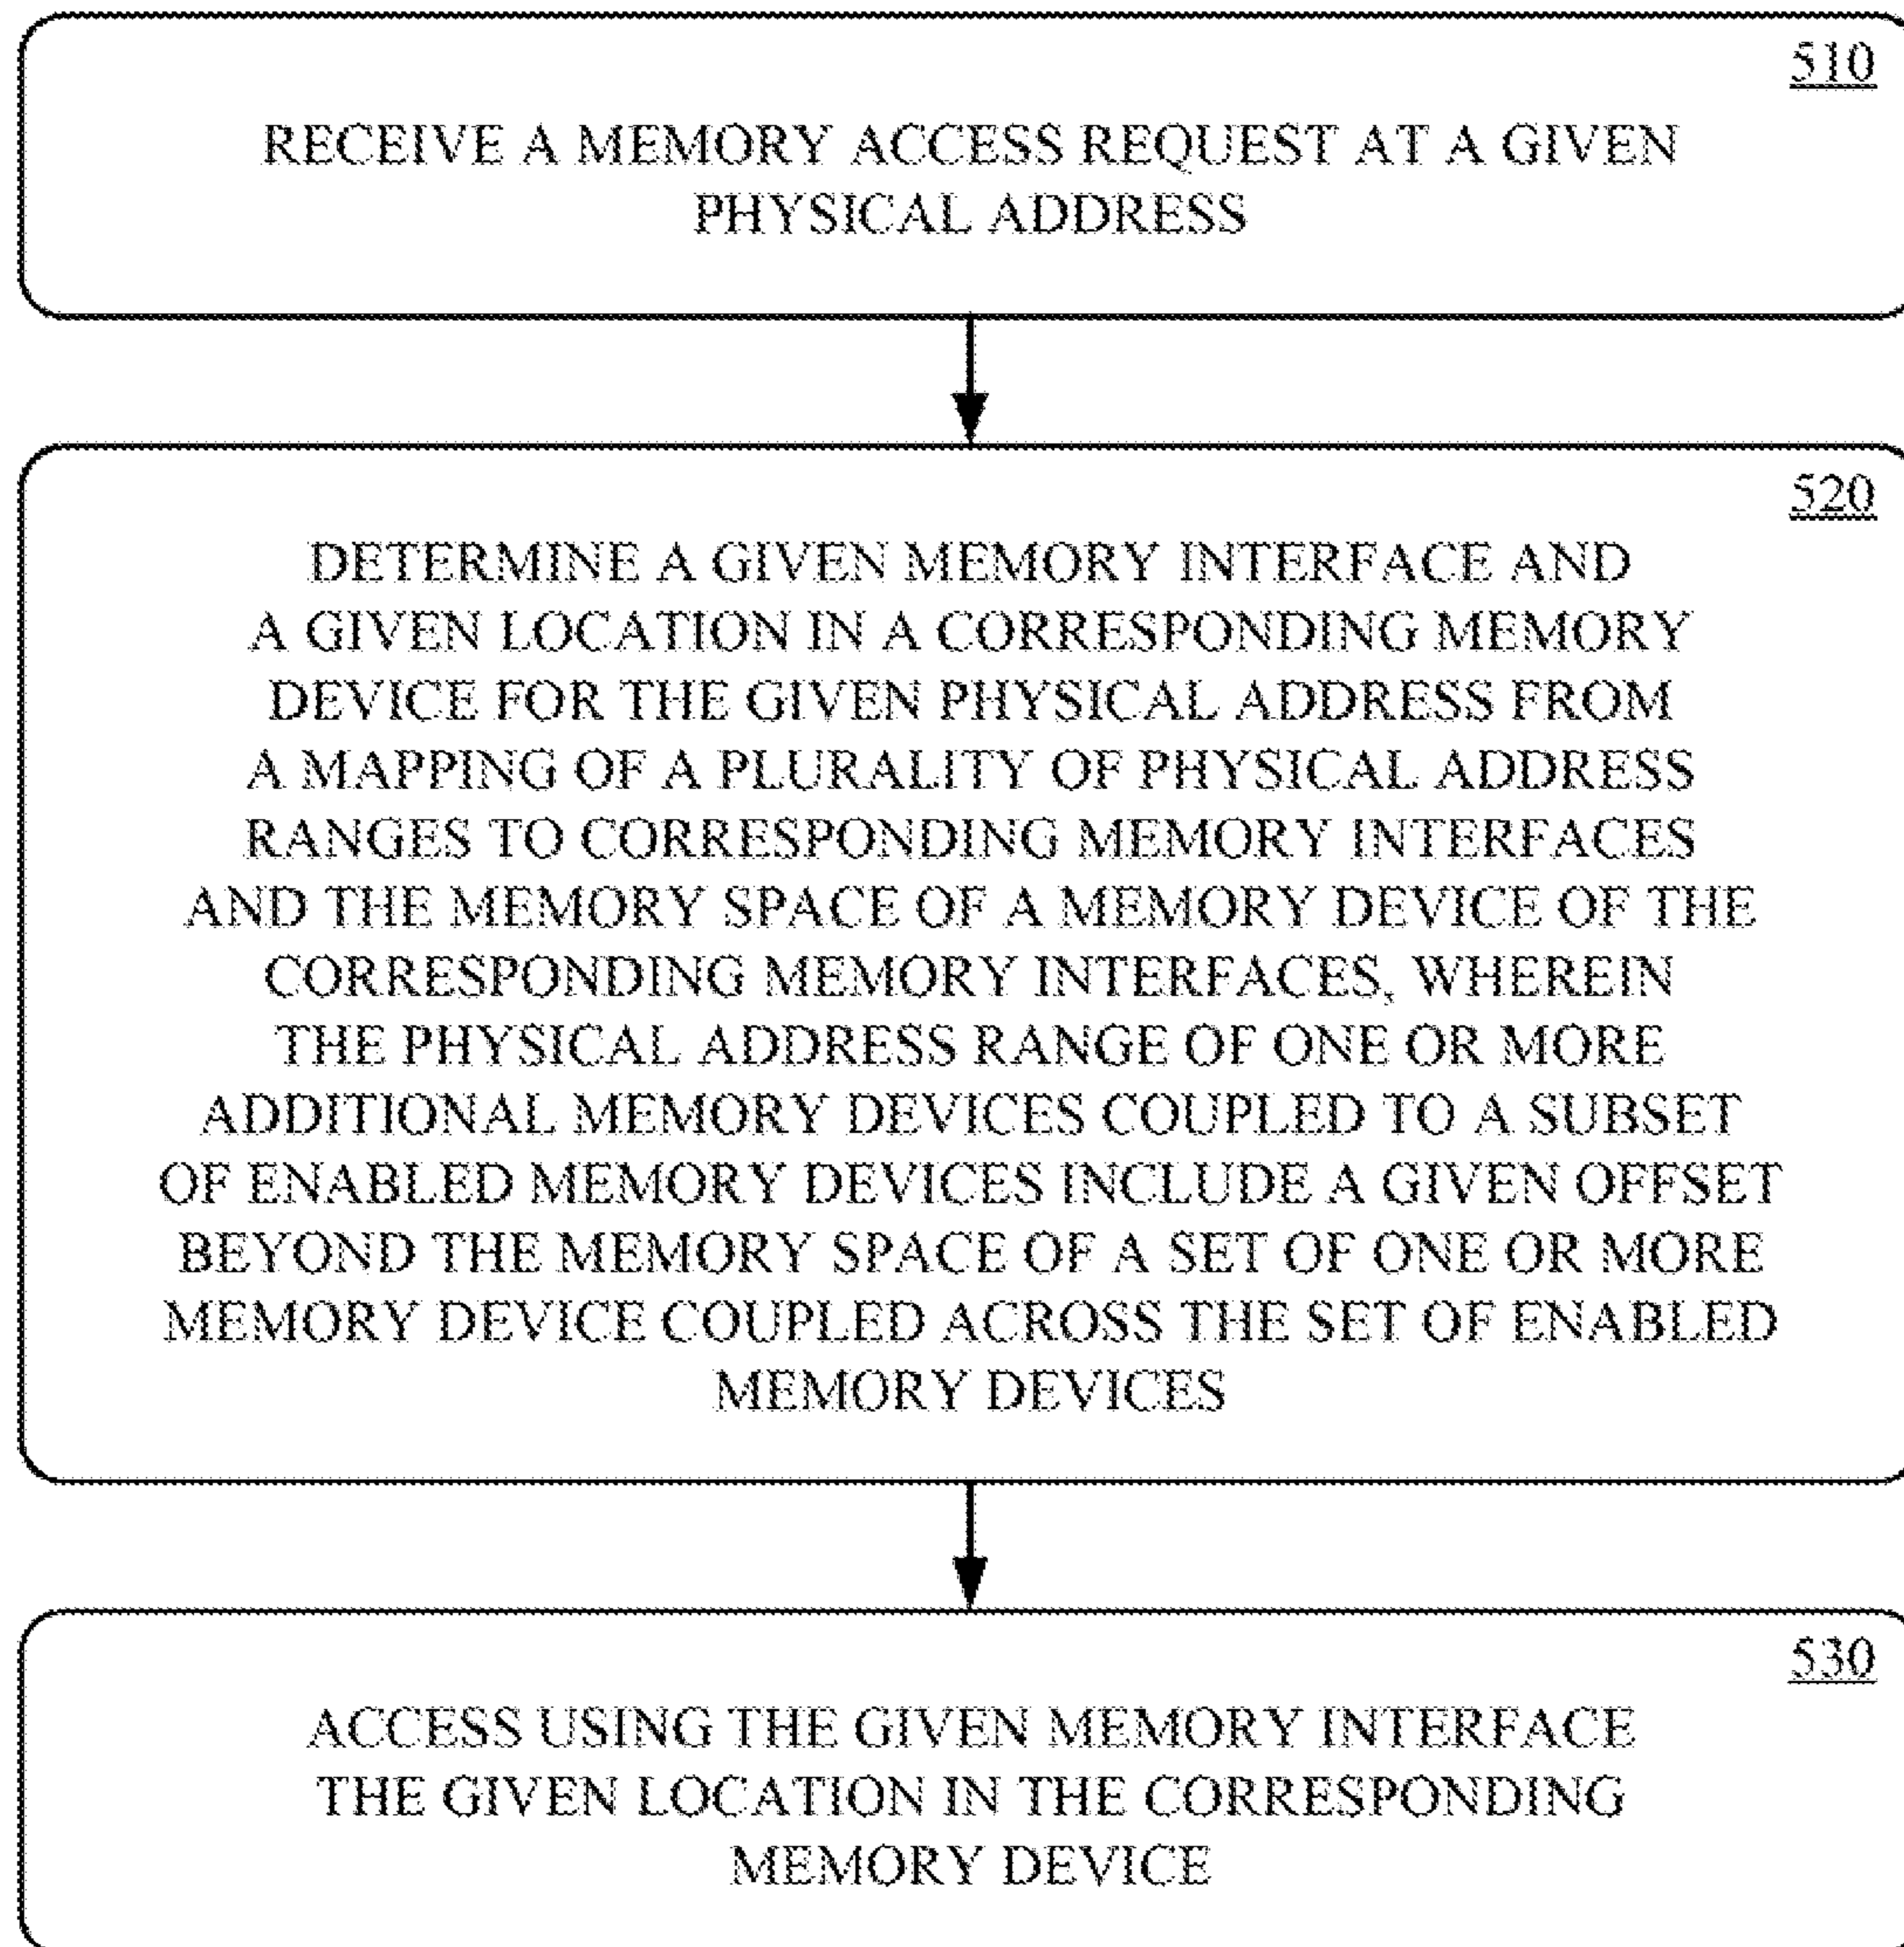 510
RECEIVE A MEMORY ACCESS REQUEST AT A GIVEN
PHYSICAL ADDRESS
520
DETERMINE A GIVEN MEMORY INTERFACE AND
A GIVEN LOCATION IN A CORRESPONDING MEMORY
DEVICE FOR THE GIVEN PHYSICAL ADDRESS FROM
A MAPPING OF A PLURALITY OF PHYSICAL ADDRESS
RANGES TO CORRESPONDING MEMORY INTERFACES
AND THE MEMORY SPACE OF A MEMORY DEVICE OF THE
CORRESPONDING MEMORY INTERFACES, WHEREIN
THE PHYSICAL ADDRESS RANGE OF ONE OR MORE
ADDITIONAL MEMORY DEVICES COUPLED TO A SUBSET
OF ENABLED MEMORY DEVICES INCLUDE A GIVEN OFFSET
BEYOND THE MEMORY SPACE OF A SET OF ONE OR MORE
MEMORY DEVICE COUPLED ACROSS THE SET OF ENABLED
MEMORY DEVICES
530
ACCESS USING THE GIVEN MEMORY INTERFACE
THE GIVEN LOCATION IN THE CORRESPONDING
MEMORY DEVICE